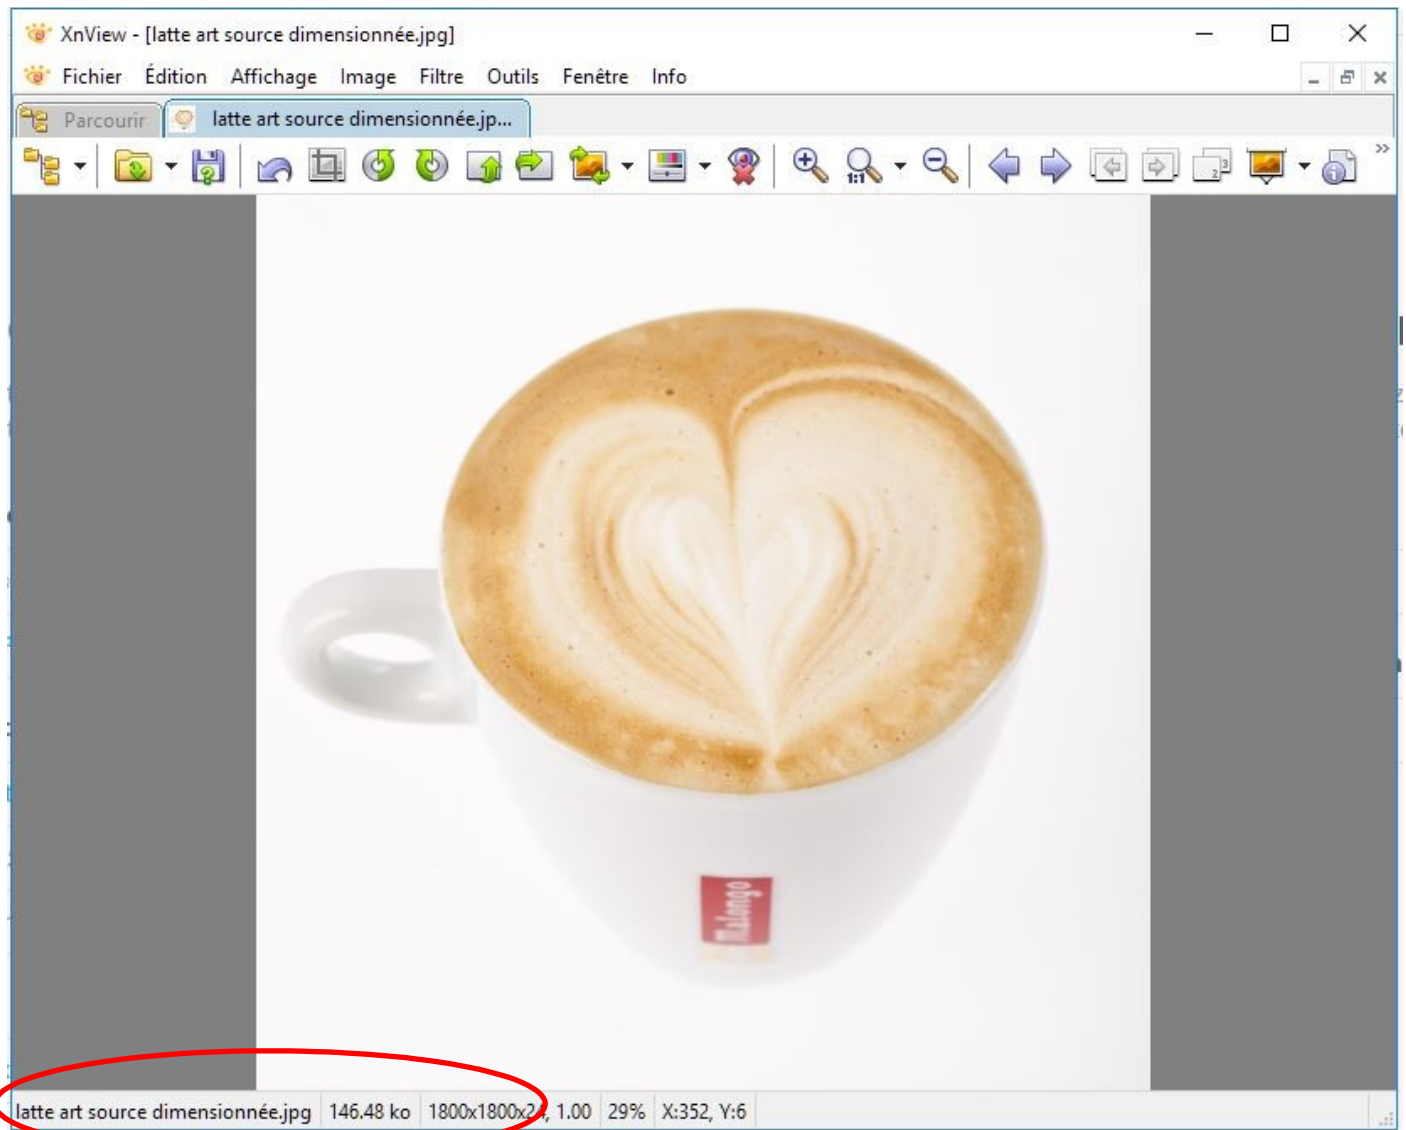 XnView - [latte art source dimensionnée.jpg]
Fichier Édition Affichage Image Filtre Outils Fenêtre Info
Parcourir latte art source dimensionnée.jp...
1:1
Malongo
latte art source dimensionnée.jpg 146.48 ko 1800x1800x24, 1.00 29% X:352, Y:6